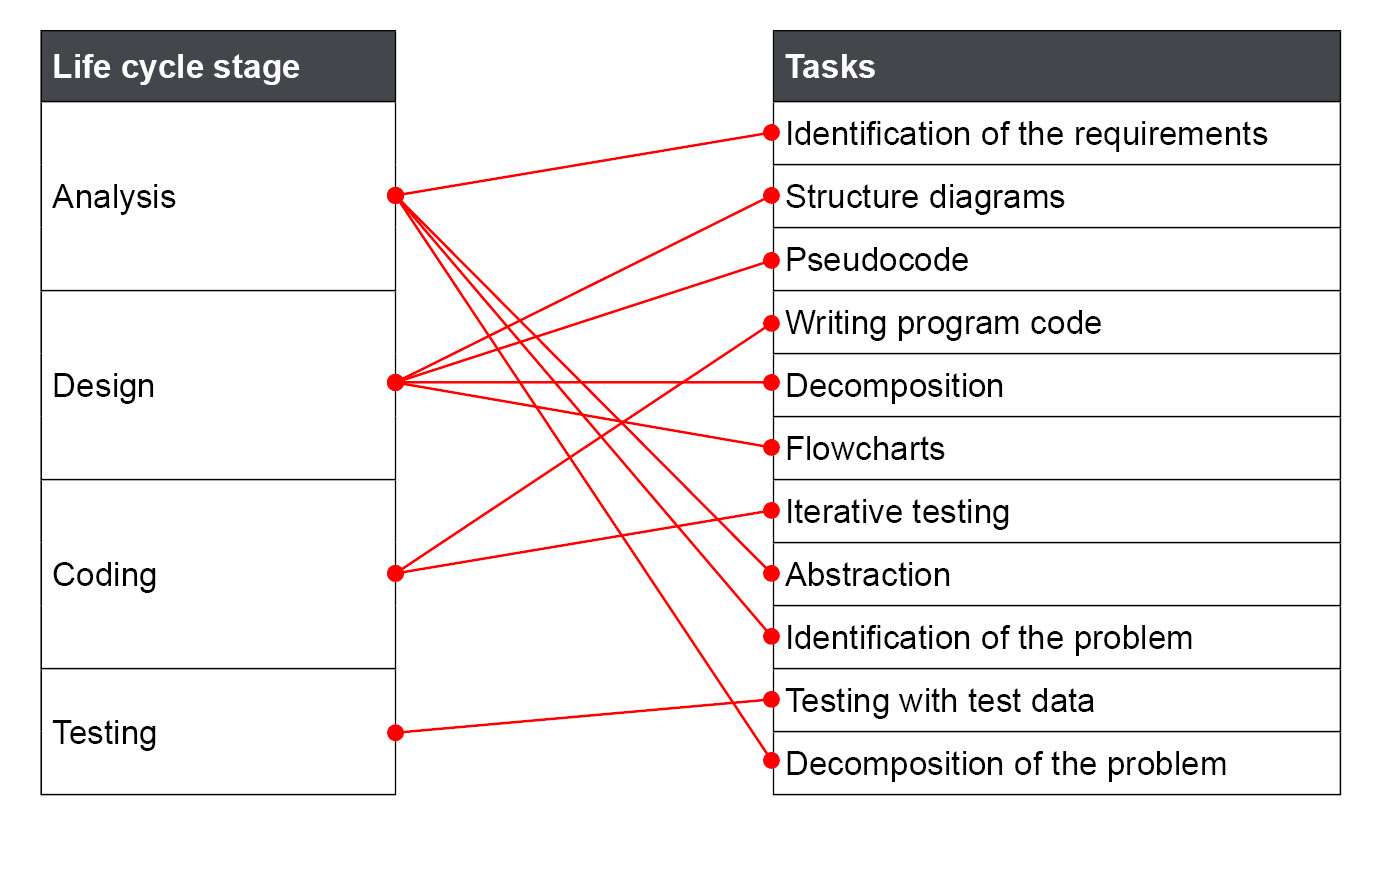 Life cycle stage
Analysis
Design
Coding
Testing
Tasks
Identification of the requirements
Structure diagrams
Pseudocode
Writing program code
Decomposition
Flowcharts
Iterative testing
Abstraction
Identification of the problem
Testing with test data
Decomposition of the problem